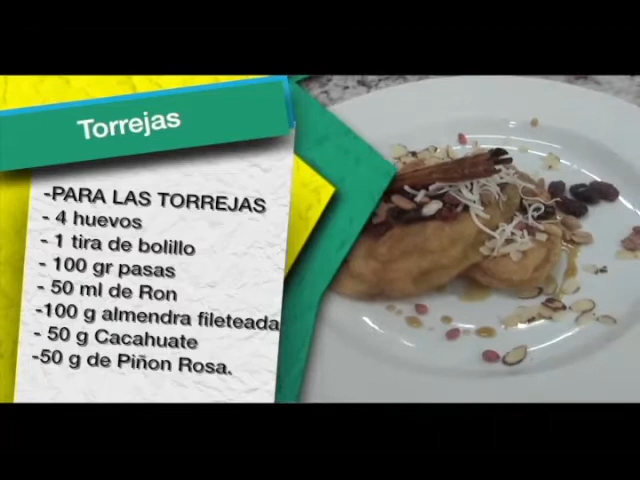 Torrejas
-PARA LAS TORREJAS
- 4 huevos
- 1 tira de bolillo
- 100 gr pasas
- 50 ml de Ron
-100 g almendra fileteada
- 50 g Cacahuate
-50 g de Piñon Rosa.